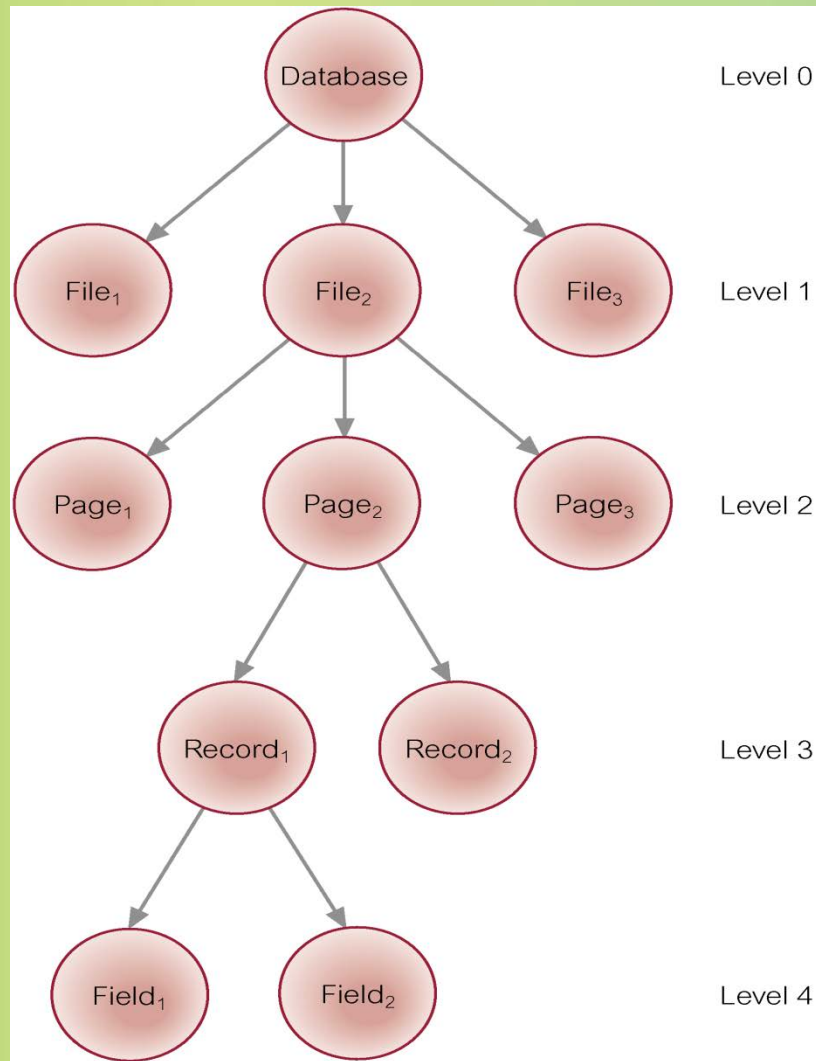 Database Level 0
File₁ File₂ File₃ Level 1
Page₁ Page₂ Page₃ Level 2
Record₁ Record₂ Level 3
Field₁ Field₂ Level 4